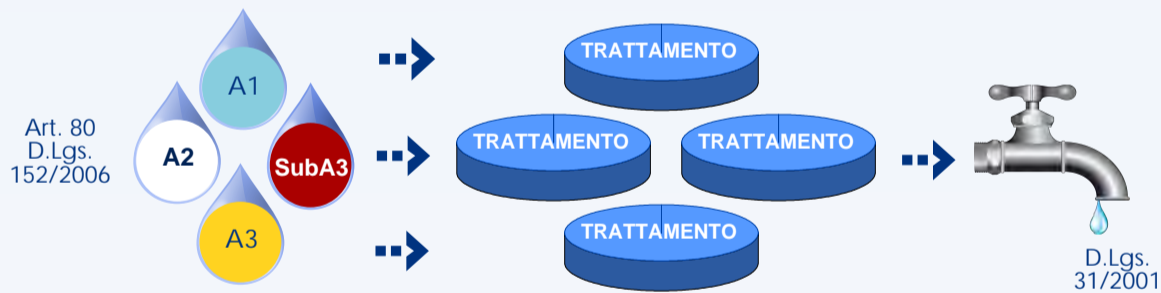 Art. 80
D.Lgs.
152/2006
A1
A2
SubA3
A3
TRATTAMENTO
TRATTAMENTO
TRATTAMENTO
TRATTAMENTO
D.Lgs.
31/2001